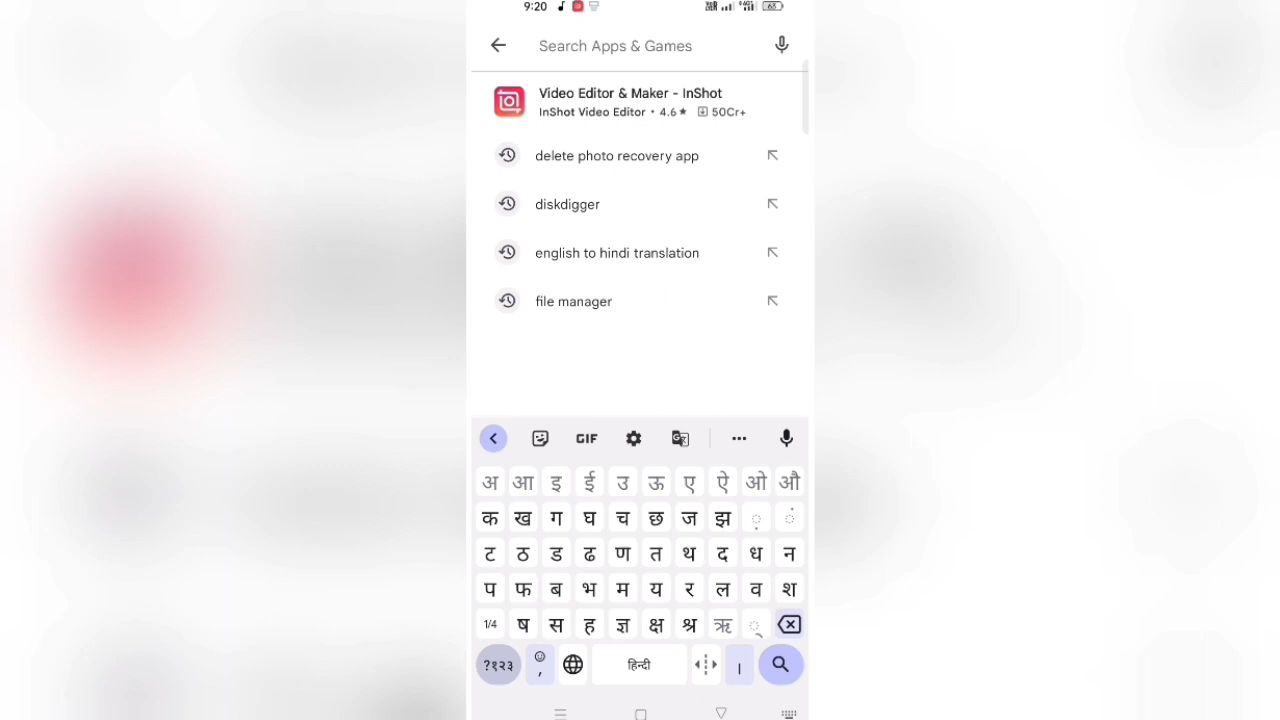 9:20
Search Apps & Games
Video Editor & Maker - InShot
InShot Video Editor • 4.6★ 50Cr+
delete photo recovery app
diskdigger
english to hindi translation
file manager
GIF
अ आ इ ई उ ऊ ए ऐ ओ औ
क ख ग घ च छ ज झ ़ ं
ट ठ ड ढ ण त थ द ध न
प फ ब भ म य र ल व श
1/4 ष स ह ज्ञ क्ष श्र ऋ ्
?१२३ , हिन्दी ।